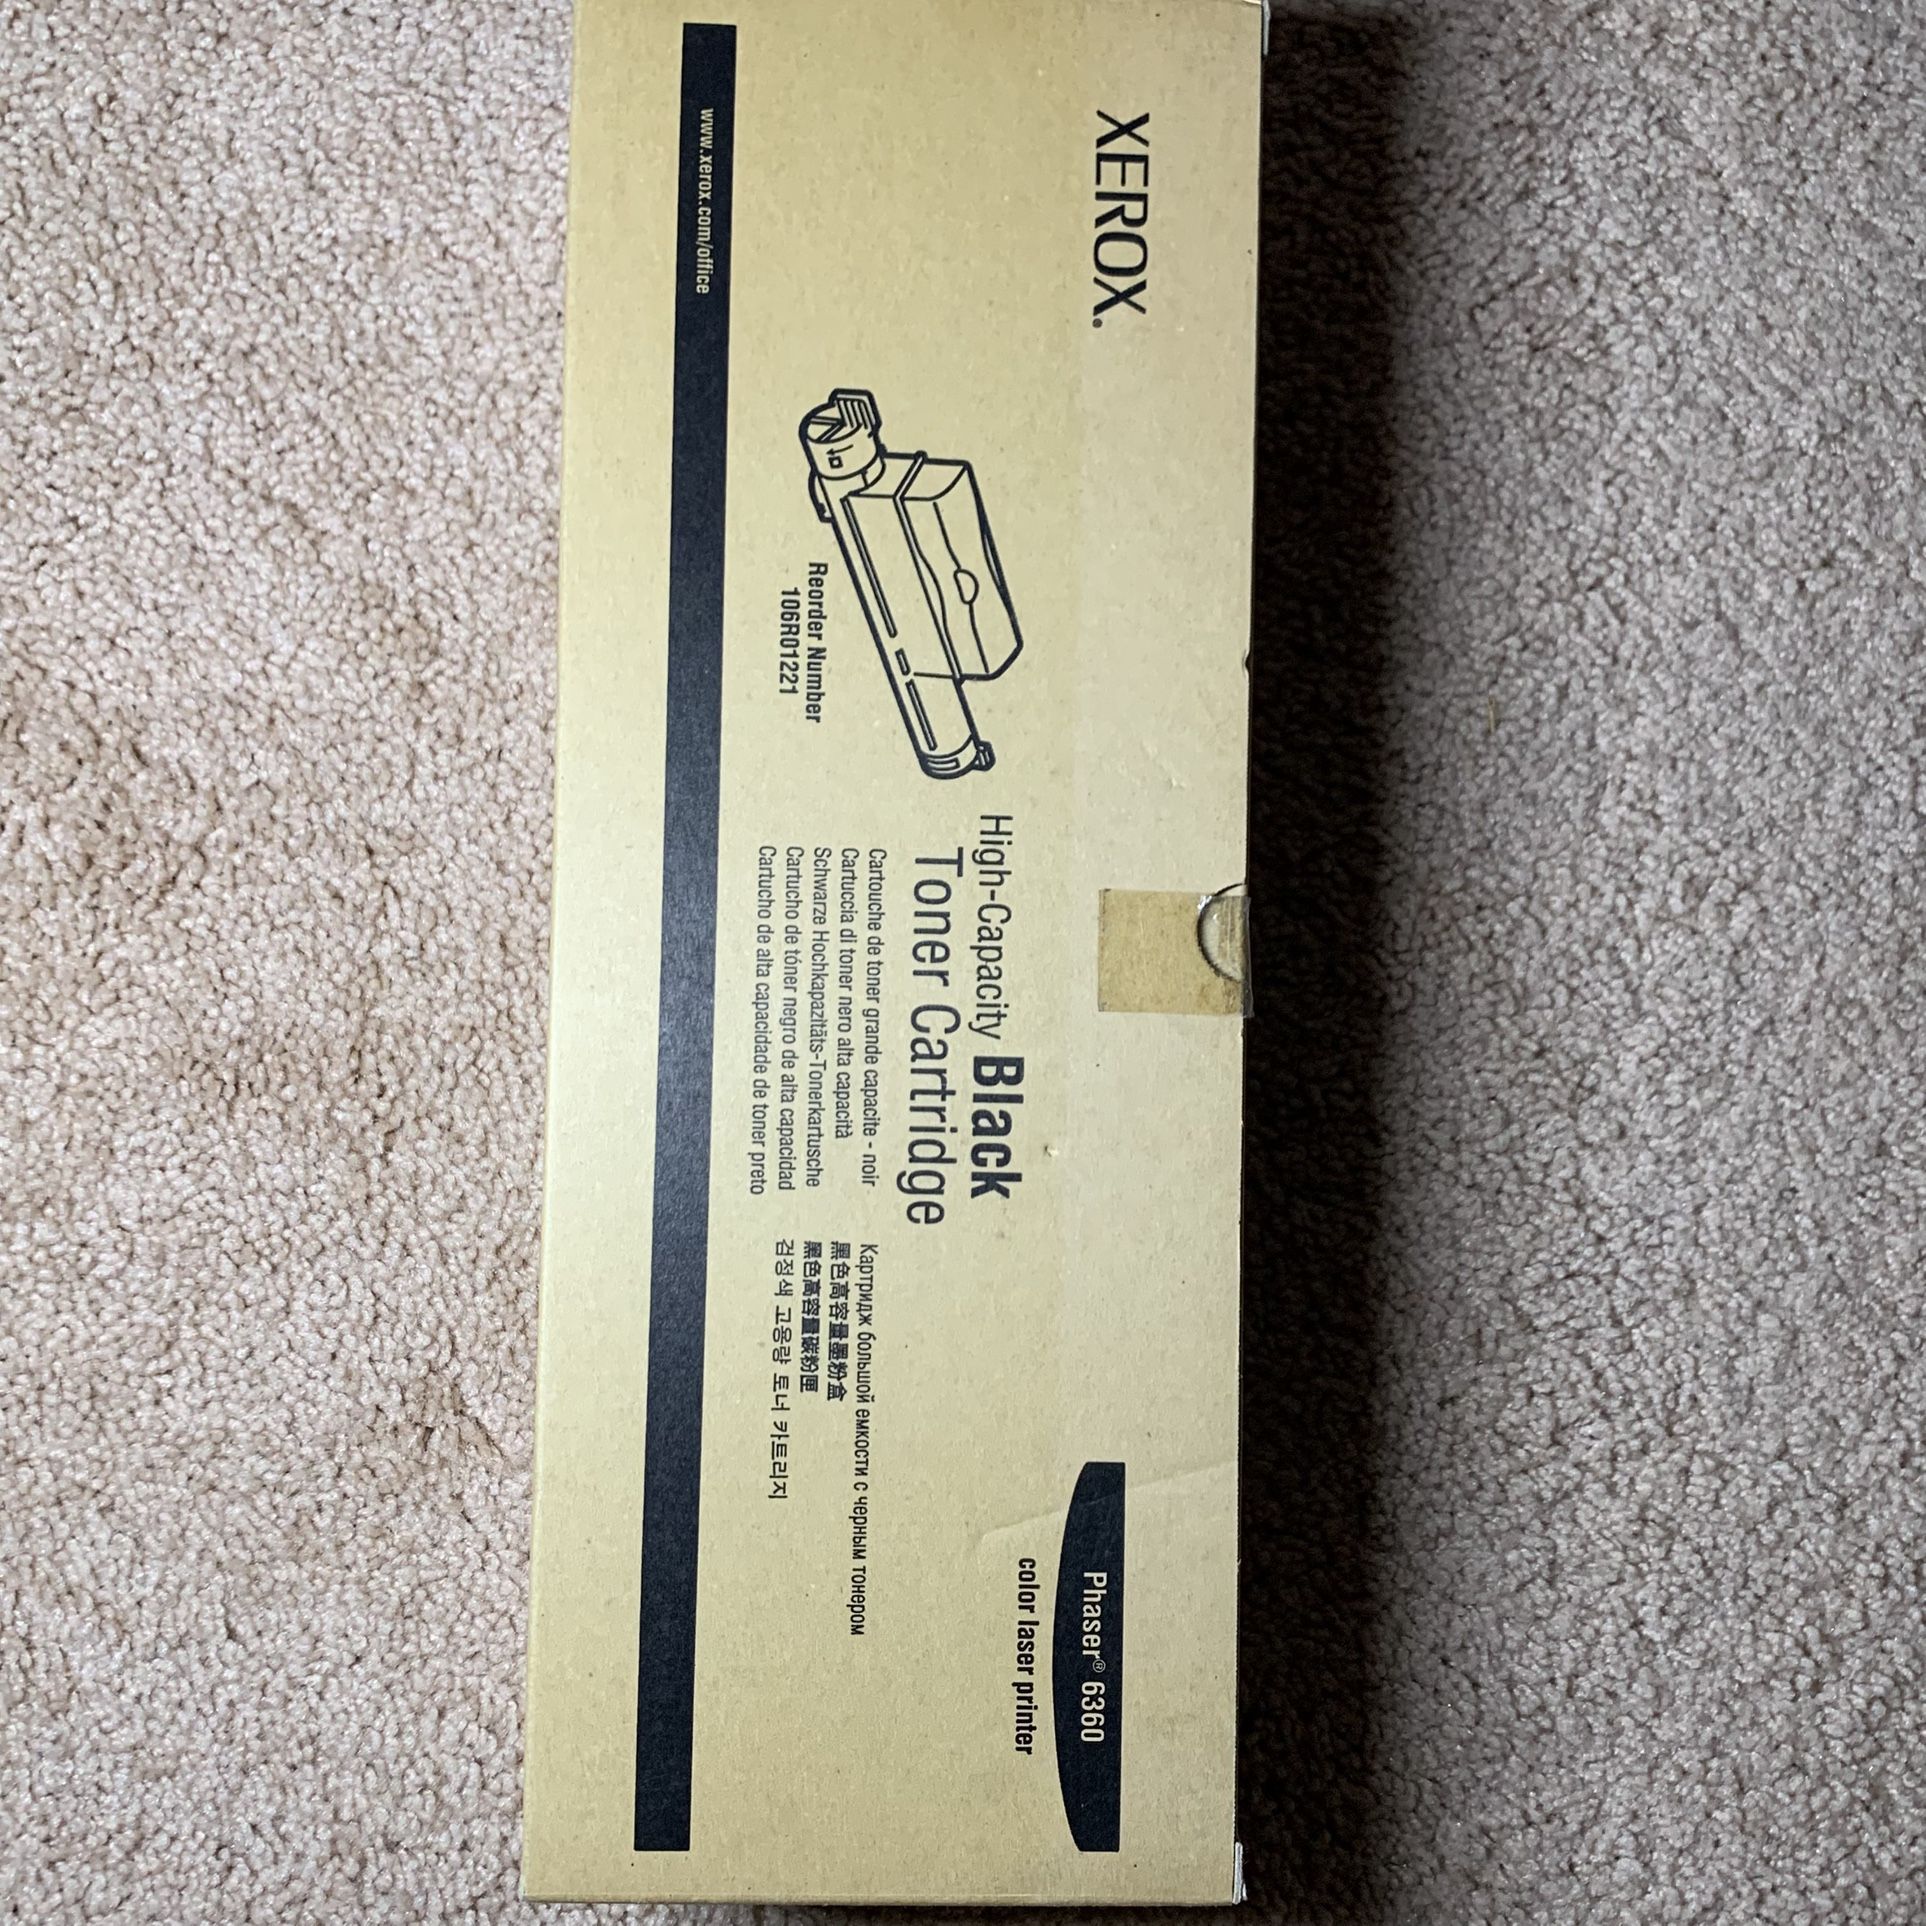 XEROX.
Phaser® 6360
color laser printer
High-Capacity Black
Toner Cartridge
Reorder Number
106R01221
Cartouche de toner grande capacite - noir
Cartuccia di toner nero alta capacità
Schwarze Hochkapazitäts-Tonerkartusche
Cartucho de tóner negro de alta capacidad
Cartucho de alta capacidade de toner preto
Картридж большой емкости с черным тонером
黑色高容量墨粉盒
黑色高容量碳粉匣
검정색 고용량 토너 카트리지
www.xerox.com/office